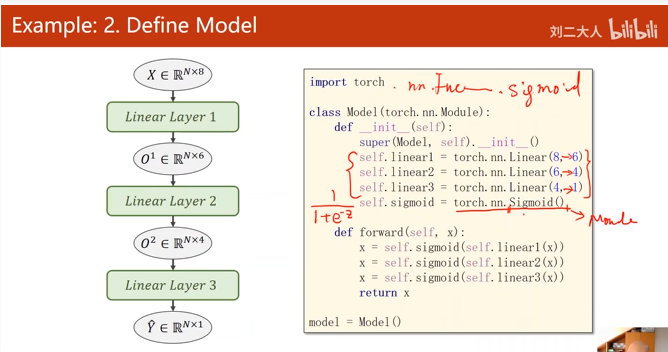 Example: 2. Define Model
刘二大人 bilibili
X ∈ ℝ^{N×8}
Linear Layer 1
O^1 ∈ ℝ^{N×6}
Linear Layer 2
O^2 ∈ ℝ^{N×4}
Linear Layer 3
Ŷ ∈ ℝ^{N×1}
import torch . nn. . sigmoid
class Model(torch.nn.Module):
def __init__(self):
super(Model, self).__init__()
self.linear1 = torch.nn.Linear(8, 6)
self.linear2 = torch.nn.Linear(6, 4)
self.linear3 = torch.nn.Linear(4, 1)
self.sigmoid = torch.nn.Sigmoid()
1
1+e^{-z}
def forward(self, x):
x = self.sigmoid(self.linear1(x))
x = self.sigmoid(self.linear2(x))
x = self.sigmoid(self.linear3(x))
return x
model = Model()